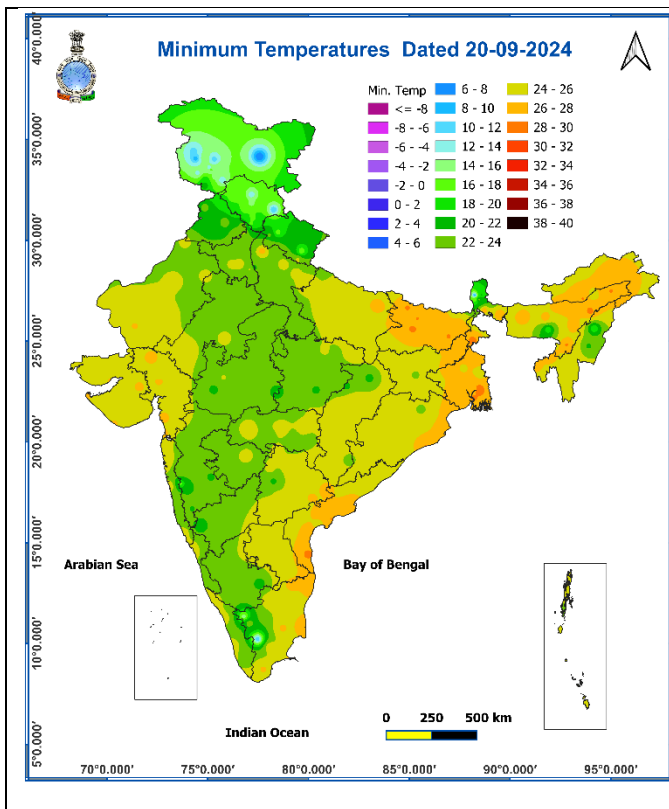 Minimum Temperatures Dated 20-09-2024
Min. Temp
<= -8
-8 - -6
-6 - -4
-4 - -2
-2 - 0
0 - 2
2 - 4
4 - 6
6 - 8
8 - 10
10 - 12
12 - 14
14 - 16
16 - 18
18 - 20
20 - 22
22 - 24
24 - 26
26 - 28
28 - 30
30 - 32
32 - 34
34 - 36
36 - 38
38 - 40
40°0.000'
35°0.000'
30°0.000'
25°0.000'
20°0.000'
15°0.000'
10°0.000'
5°0.000'
Arabian Sea
Bay of Bengal
Indian Ocean
0 250 500 km
70°0.000' 75°0.000' 80°0.000' 85°0.000' 90°0.000' 95°0.000'